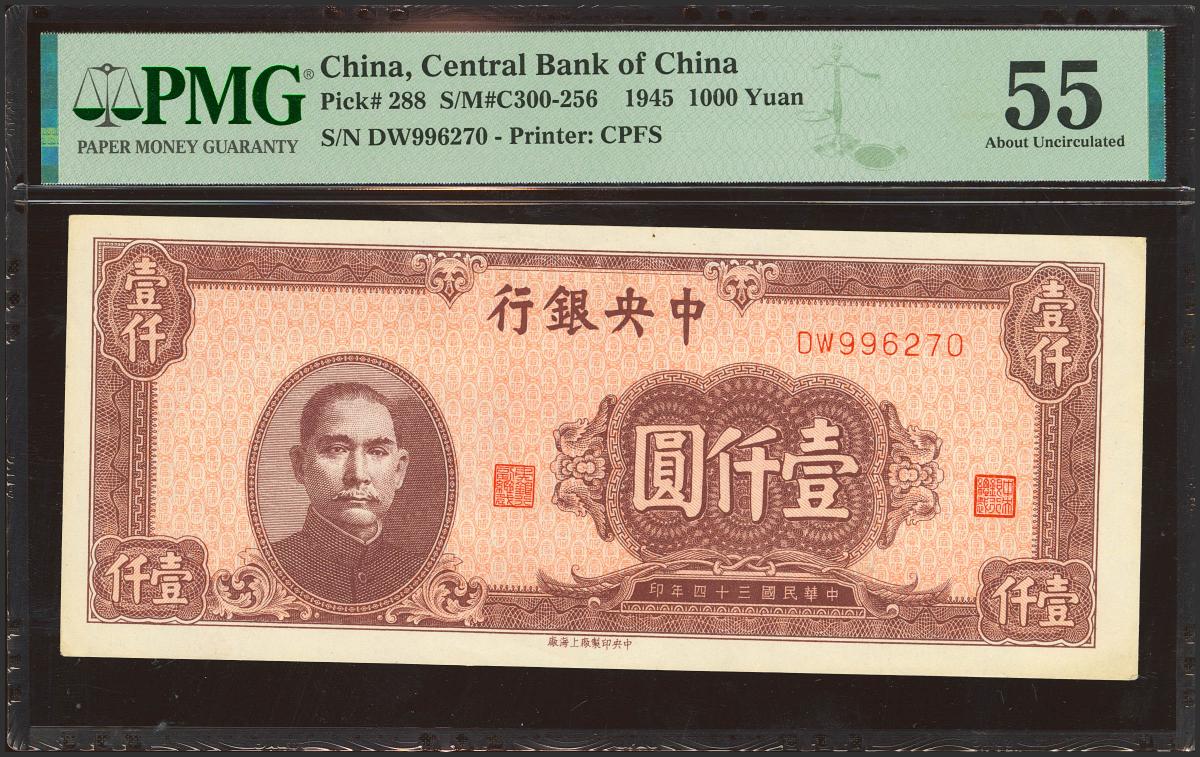 PMG®
PAPER MONEY GUARANTY
China, Central Bank of China
Pick# 288 S/M#C300-256 1945 1000 Yuan
S/N DW996270 - Printer: CPFS
55
About Uncirculated
壹仟
壹仟
中央銀行
DW996270
壹仟圓
中華民國三十四年印
壹仟
壹仟
中央印製廠上海廠